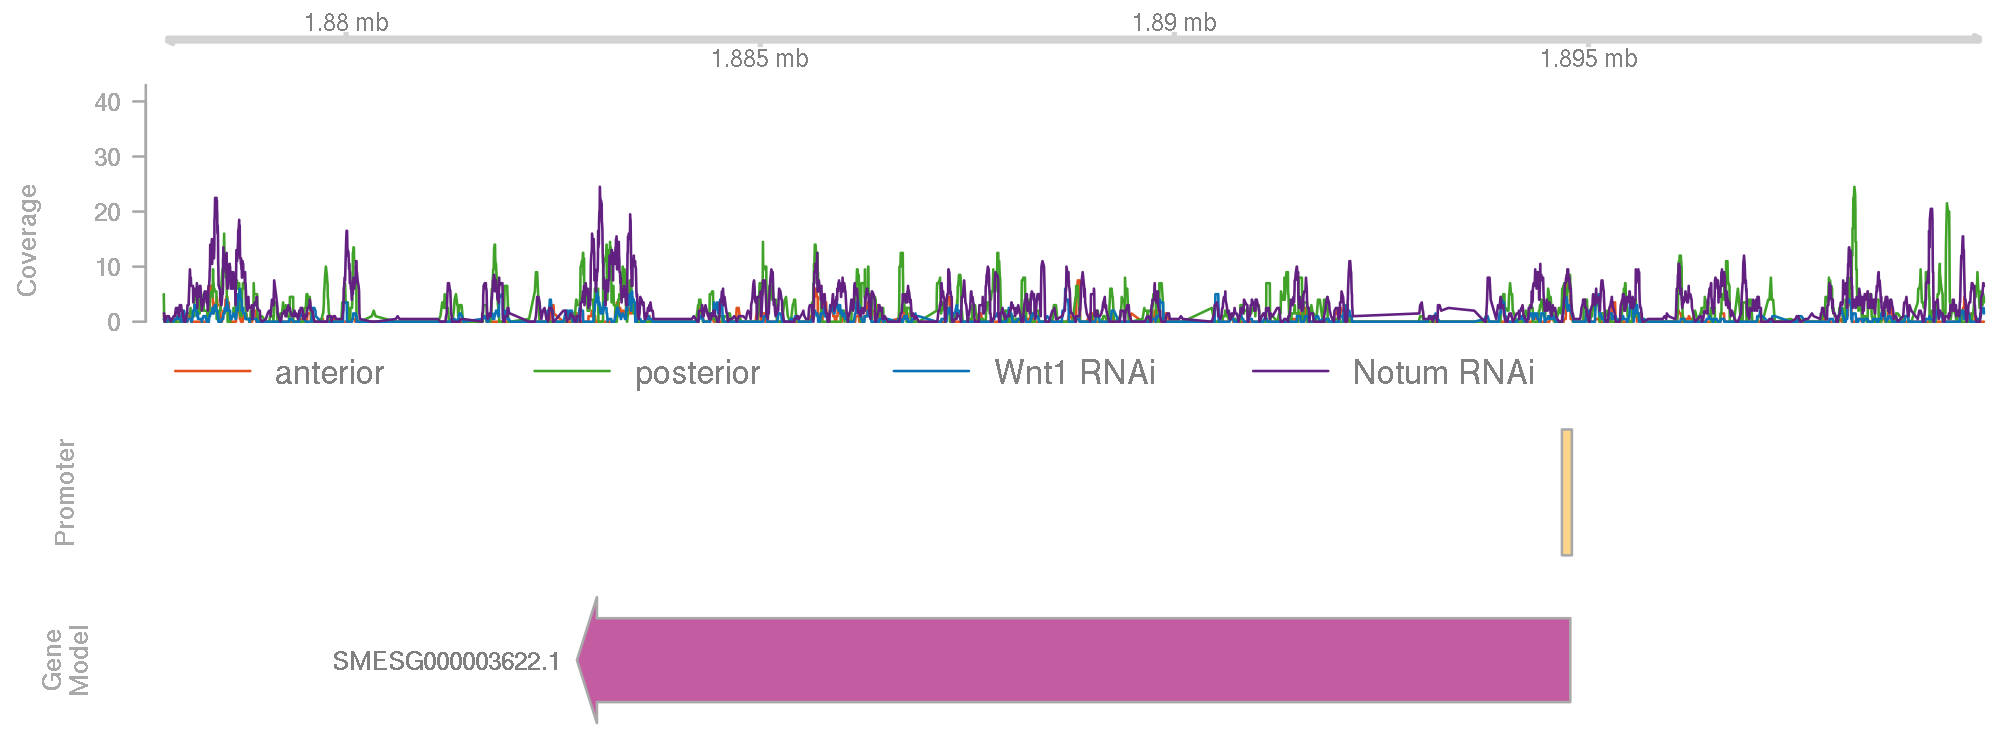 1.88 mb
1.89 mb
1.885 mb
1.895 mb
Coverage
40
30
20
10
0
anterior
posterior
Wnt1 RNAi
Notum RNAi
Promoter
Gene
Model
SMESG000003622.1